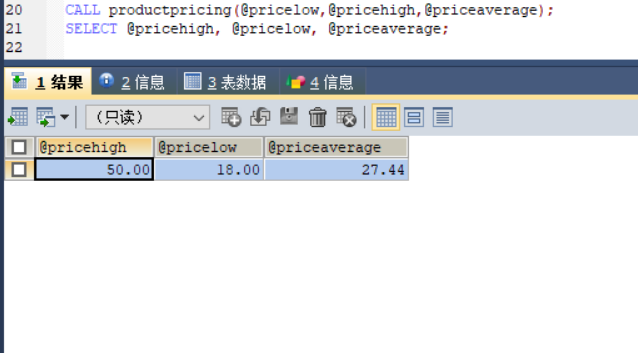 20 CALL productpricing(@pricelow,@pricehigh,@priceaverage);
21 SELECT @pricehigh, @pricelow, @priceaverage;
22
1 结果 2 信息 3 表数据 4 信息
（只读）
@pricehigh @pricelow @priceaverage
50.00 18.00 27.44